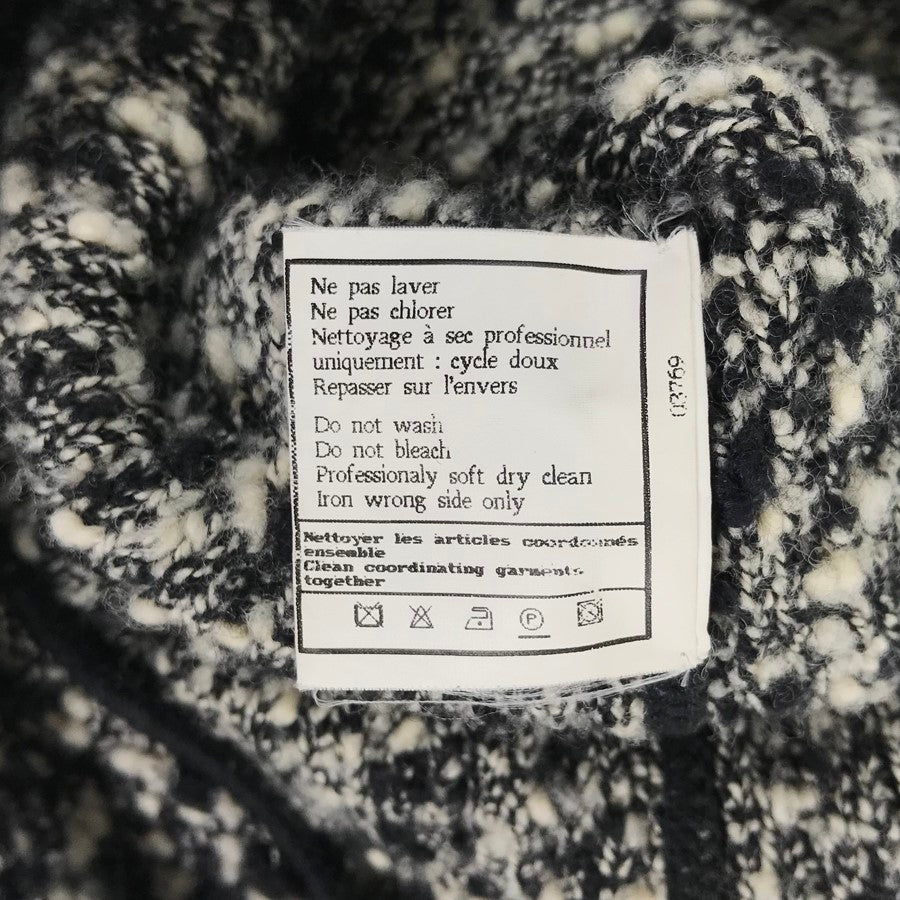 Ne pas laver
Ne pas chlorer
Nettoyage à sec professionnel
uniquement : cycle doux
Repasser sur l'envers
Do not wash
Do not bleach
Professionaly soft dry clean
Iron wrong side only
Nettoyer les articles coordonnés
ensemble
Clean coordinating garments
together
P
03769